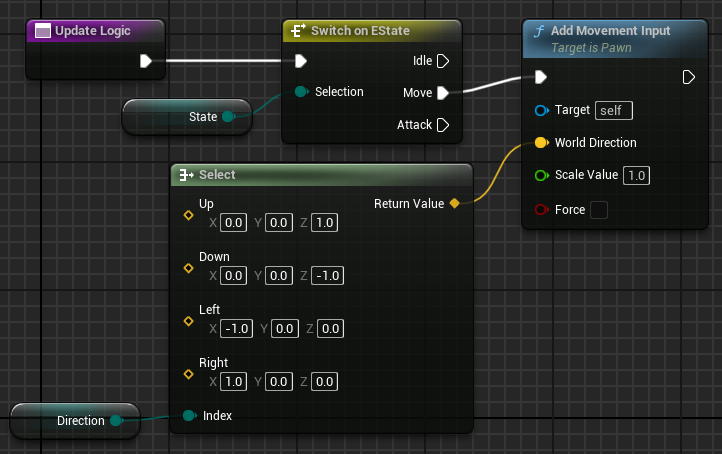 Update Logic
Switch on EState
Idle
Selection
Move
Attack
State
Add Movement Input
Target is Pawn
Target self
World Direction
Scale Value 1.0
Force
Select
Up
Return Value
X 0.0 Y 0.0 Z 1.0
Down
X 0.0 Y 0.0 Z -1.0
Left
X -1.0 Y 0.0 Z 0.0
Right
X 1.0 Y 0.0 Z 0.0
Index
Direction